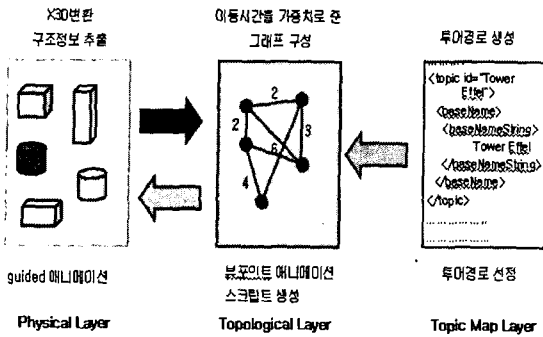 X3D변환
구조정보 추출
이동시간를 가중치로 준
그래프 구성
투어경로 생성
2
2
3
6
4
<topic id="Tower
Effel">
<baseName>
<baseNameString>
Tower Effel
</baseNameString>
</baseName>
</topic>
guided 애니메이션
뷰포인트 애니메이션
스크립트 생성
투어경로 선정
Physical Layer
Topological Layer
Topic Map Layer